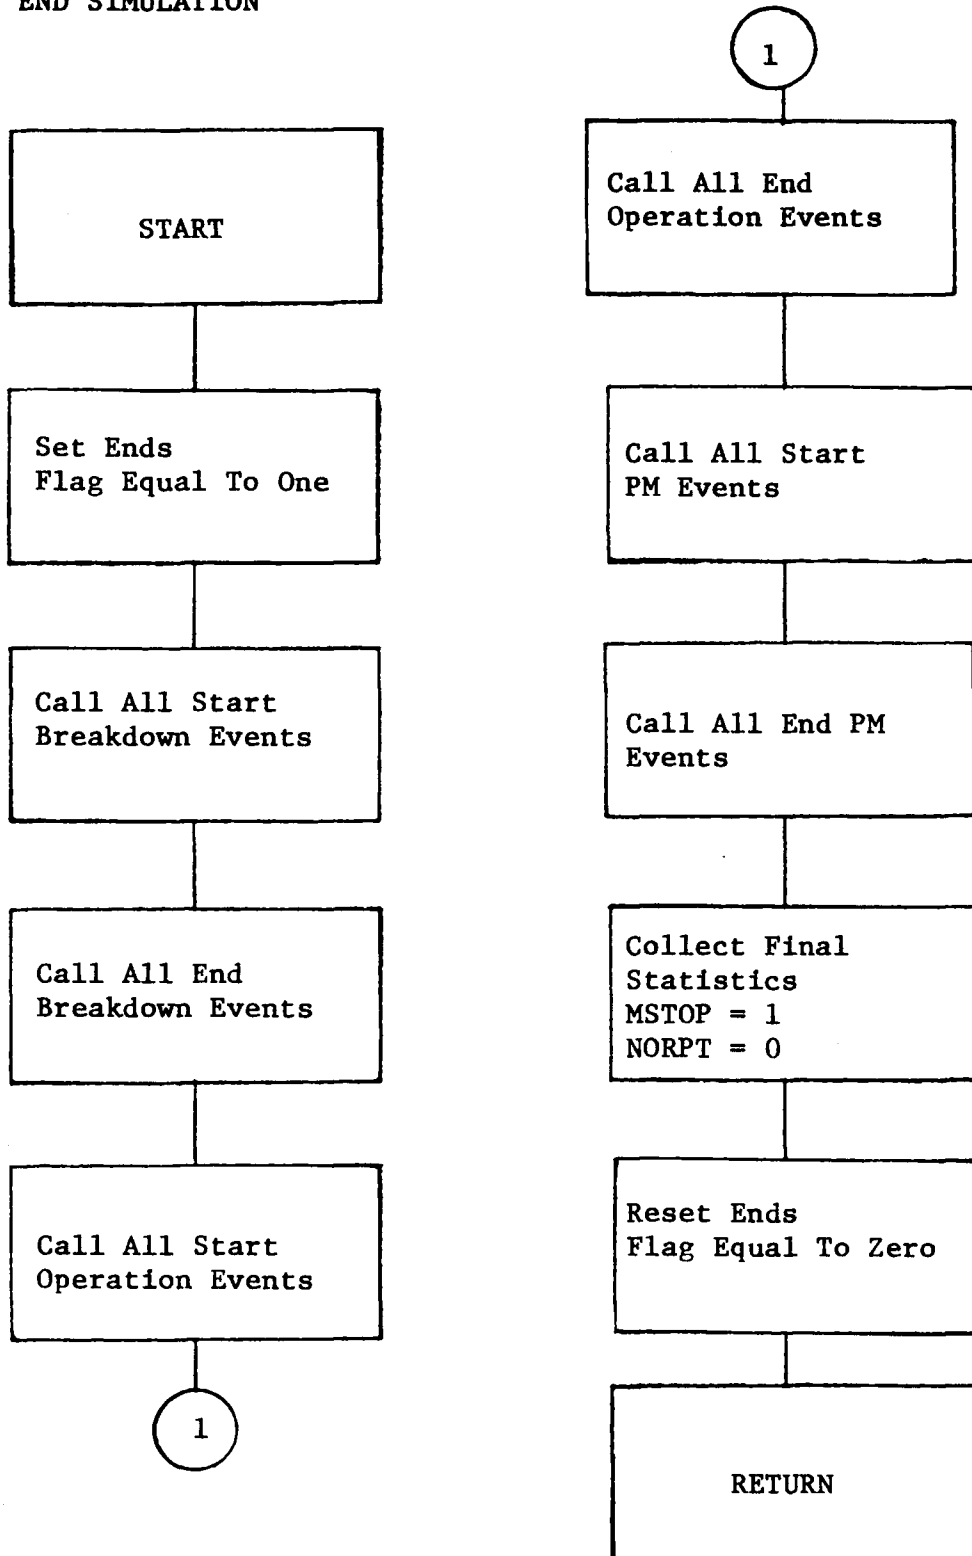 END SIMULATION
START
Set Ends
Flag Equal To One
Call All Start
Breakdown Events
Call All End
Breakdown Events
Call All Start
Operation Events
1
1
Call All End
Operation Events
Call All Start
PM Events
Call All End PM
Events
Collect Final
Statistics
MSTOP = 1
NORPT = 0
Reset Ends
Flag Equal To Zero
RETURN